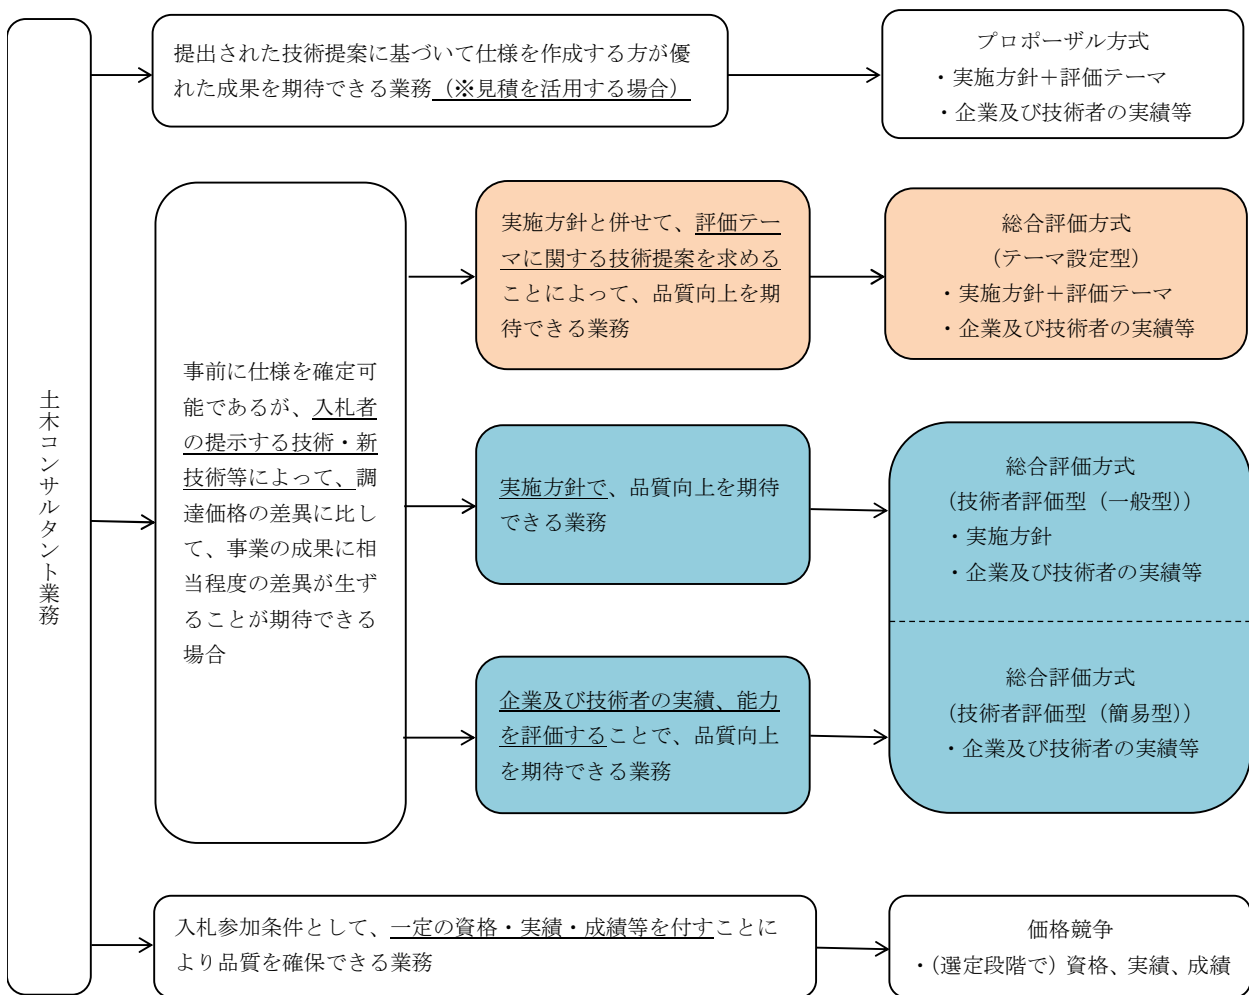 土木コンサルタント業務
提出された技術提案に基づいて仕様を作成する方が優
れた成果を期待できる業務(※見積を活用する場合)
プロポーザル方式
・実施方針＋評価テーマ
・企業及び技術者の実績等
事前に仕様を確定可
能であるが、入札者
の提示する技術・新
技術等によって、調
達価格の差異に比し
て、事業の成果に相
当程度の差異が生ず
ることが期待できる
場合
実施方針と併せて、評価テー
マに関する技術提案を求める
ことによって、品質向上を期
待できる業務
総合評価方式
(テーマ設定型)
・実施方針＋評価テーマ
・企業及び技術者の実績等
実施方針で、品質向上を期待
できる業務
総合評価方式
(技術者評価型（一般型))
・実施方針
・企業及び技術者の実績等
企業及び技術者の実績、能力
を評価することで、品質向上
を期待できる業務
総合評価方式
(技術者評価型（簡易型))
・企業及び技術者の実績等
入札参加条件として、一定の資格・実績・成績等を付すことに
より品質を確保できる業務
価格競争
・(選定段階で) 資格、実績、成績